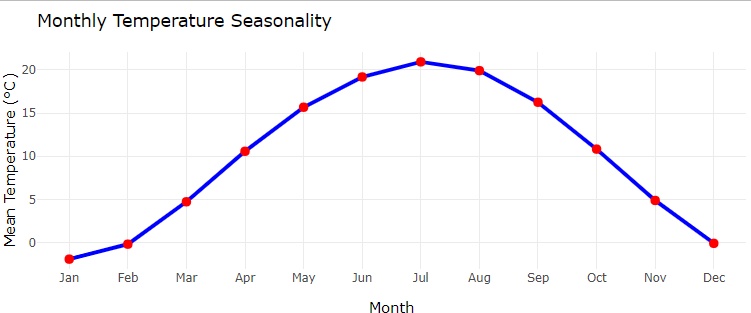 Monthly Temperature Seasonality
Mean Temperature (°C)
20
15
10
5
0
Jan Feb Mar Apr May Jun Jul Aug Sep Oct Nov Dec
Month